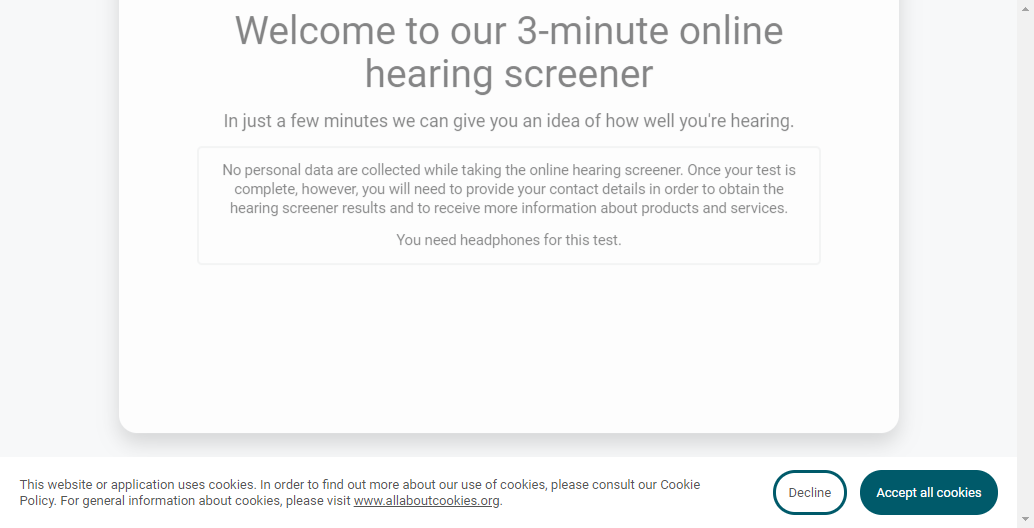 Welcome to our 3-minute online
hearing screener
In just a few minutes we can give you an idea of how well you're hearing.
No personal data are collected while taking the online hearing screener. Once your test is
complete, however, you will need to provide your contact details in order to obtain the
hearing screener results and to receive more information about products and services.
You need headphones for this test.
This website or application uses cookies. In order to find out more about our use of cookies, please consult our Cookie
Policy. For general information about cookies, please visit www.allaboutcookies.org.
Decline
Accept all cookies